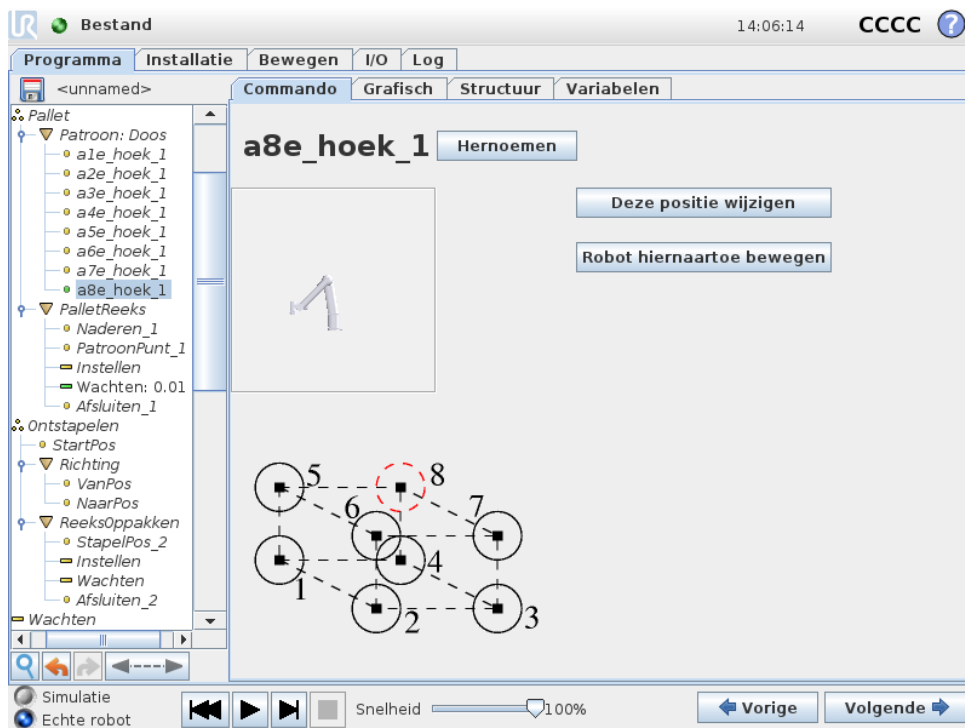 UR Bestand 14:06:14 CCCC ?
Programma Installatie Bewegen I/O Log
<unnamed> Commando Grafisch Structuur Variabelen
Pallet
Patroon: Doos
a1e_hoek_1
a2e_hoek_1
a3e_hoek_1
a4e_hoek_1
a5e_hoek_1
a6e_hoek_1
a7e_hoek_1
a8e_hoek_1
PalletReeks
Naderen_1
PatroonPunt_1
Instellen
Wachten: 0.01
Afsluiten_1
Ontstapelen
StartPos
Richting
VanPos
NaarPos
ReeksOppakken
StapelPos_2
Instellen
Wachten
Afsluiten_2
Wachten
a8e_hoek_1 Hernoemen
Deze positie wijzigen
Robot hiernaartoe bewegen
5 8
6 7
1 4
2 3
Simulatie
Echte robot
Snelheid 100%
Vorige Volgende